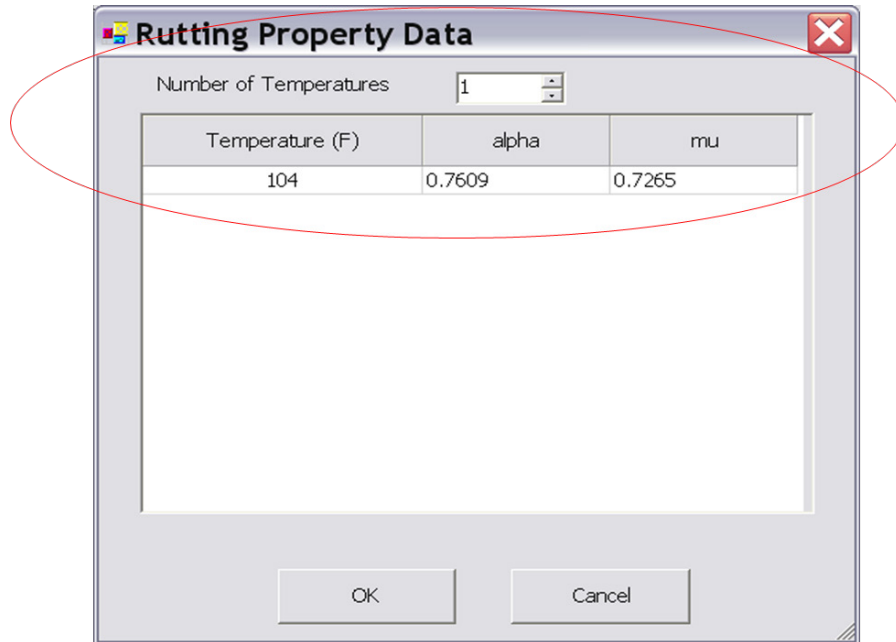 Rutting Property Data
Number of Temperatures 1
Temperature (F) alpha mu
104 0.7609 0.7265
OK Cancel